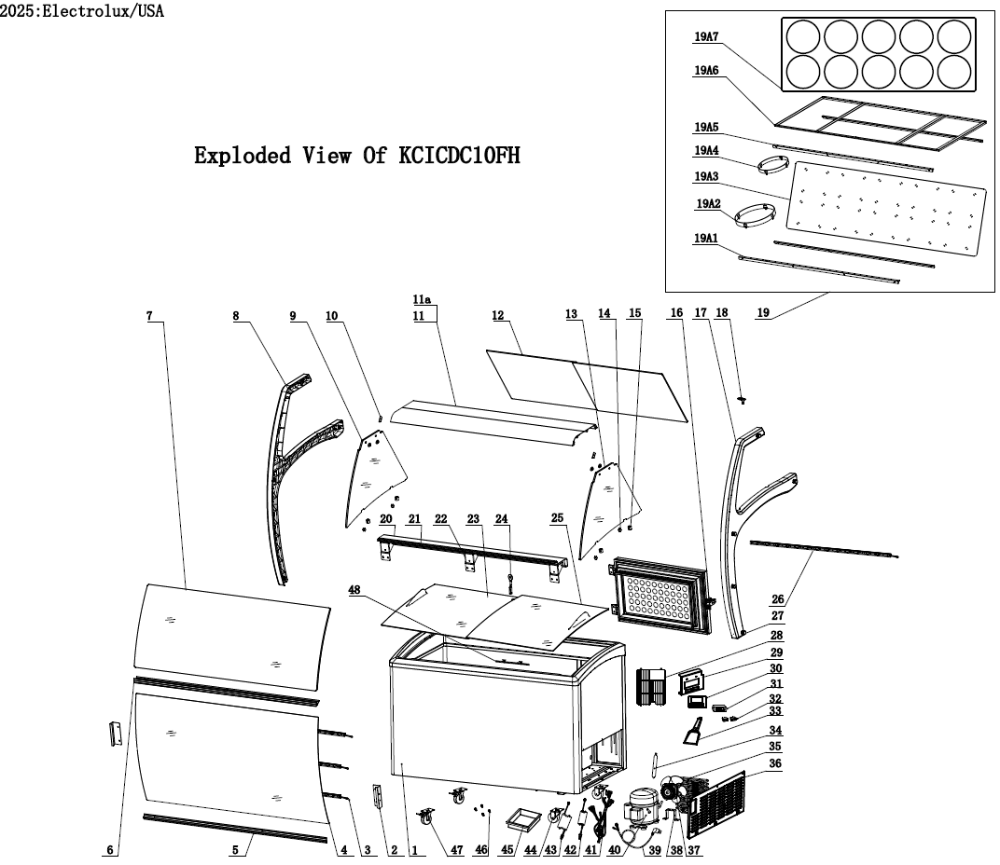 2025:Electrolux/USA
19A7
19A6
19A5
19A4
19A3
19A2
19A1
Exploded View Of KCICDC10FH
11a
7 8 9 10 11 12 13 14 15 16 17 18 19
20 21 22 23 24 25
48
26
27
28
29
30
31
32
33
34
35
36
6 5 4 3 2 1 47 46 45 44 43 42 41 40 39 38 37